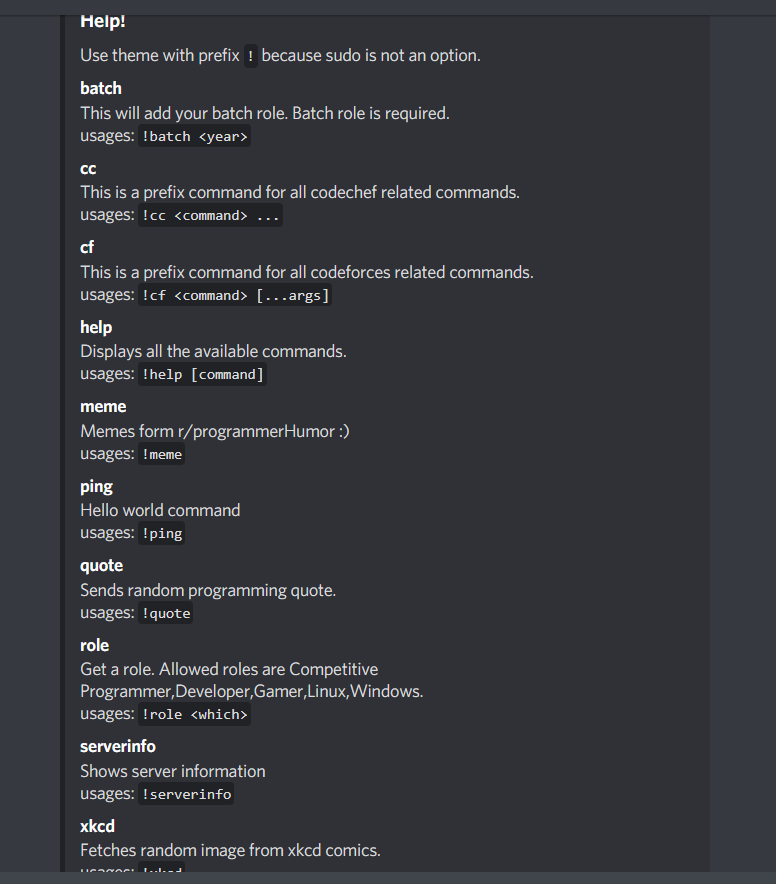 Help!
Use theme with prefix ! because sudo is not an option.
batch
This will add your batch role. Batch role is required.
usages: !batch <year>
cc
This is a prefix command for all codechef related commands.
usages: !cc <command> ...
cf
This is a prefix command for all codeforces related commands.
usages: !cf <command> [...args]
help
Displays all the available commands.
usages: !help [command]
meme
Memes form r/programmerHumor :)
usages: !meme
ping
Hello world command
usages: !ping
quote
Sends random programming quote.
usages: !quote
role
Get a role. Allowed roles are Competitive
Programmer,Developer,Gamer,Linux,Windows.
usages: !role <which>
serverinfo
Shows server information
usages: !serverinfo
xkcd
Fetches random image from xkcd comics.
usages: !xkcd